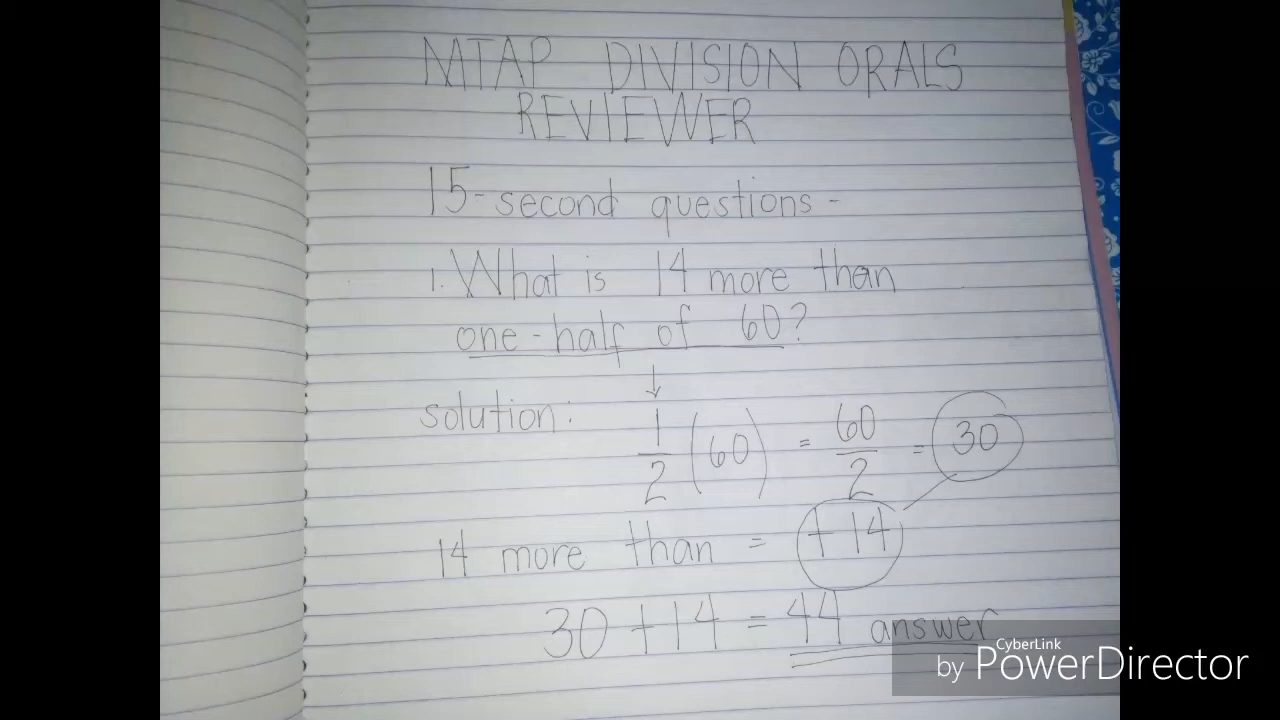 MTAP DIVISION ORALS
REVIEWER
15-second questions -
1. What is 14 more than
one-half of 60?
solution: 1/2 (60) = 60/2 = 30
14 more than = +14
30 + 14 = 44 answer
CyberLink
by PowerDirector